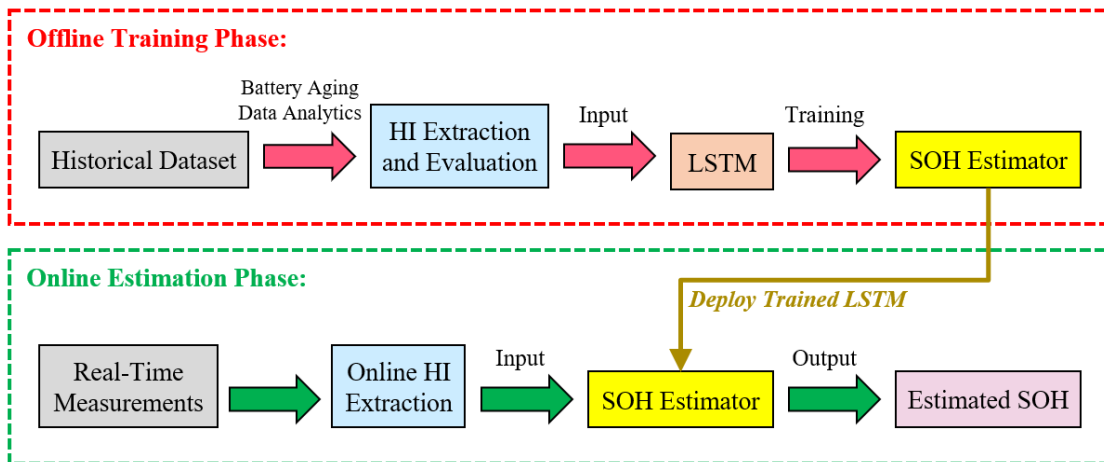 Offline Training Phase:
Battery Aging
Data Analytics
Historical Dataset
HI Extraction
and Evaluation
Input
LSTM
Training
SOH Estimator
Online Estimation Phase:
Deploy Trained LSTM
Real-Time
Measurements
Online HI
Extraction
Input
SOH Estimator
Output
Estimated SOH